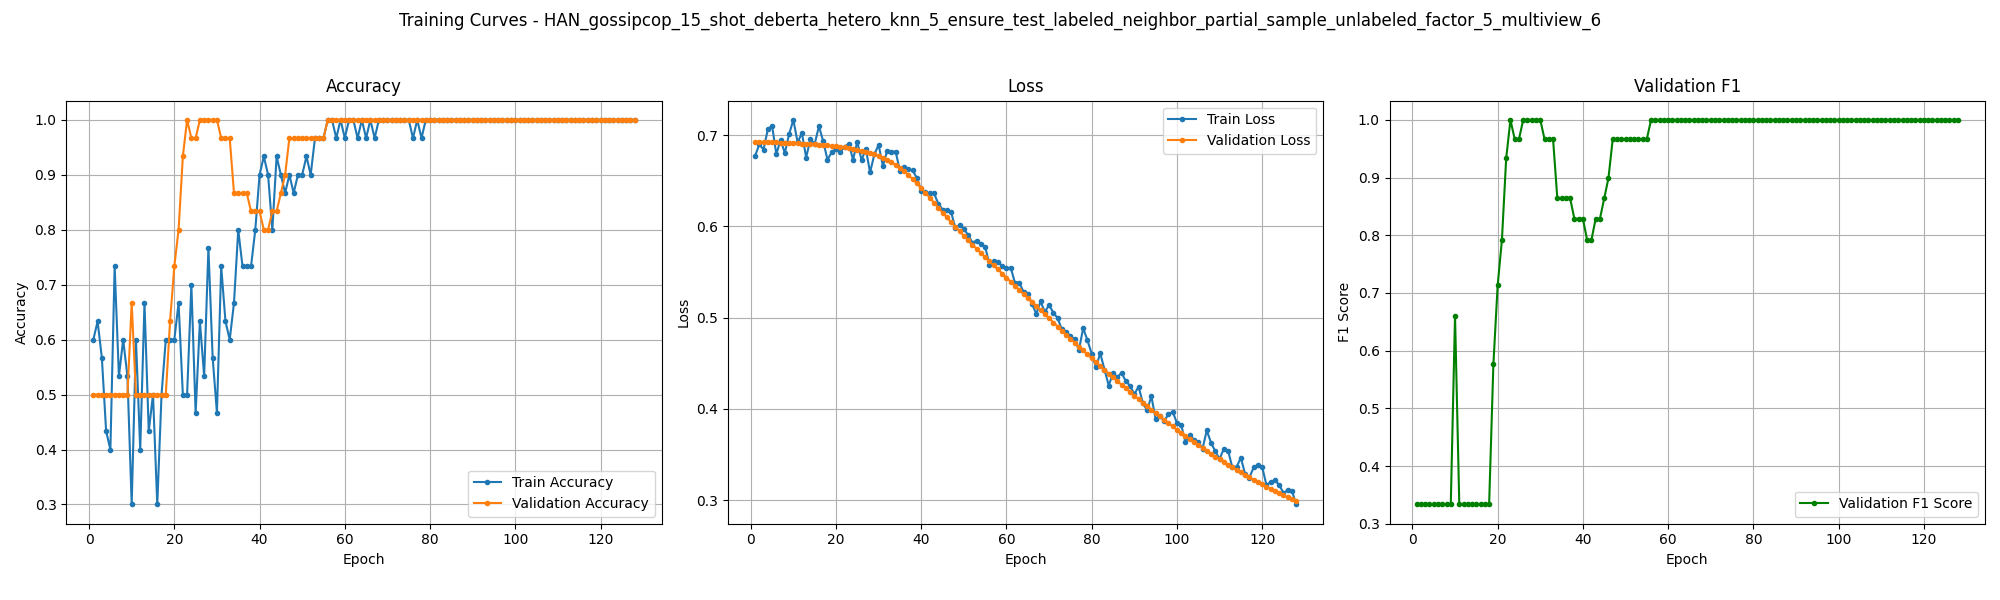 Training Curves - HAN_gossipcop_15_shot_deberta_hetero_knn_5_ensure_test_labeled_neighbor_partial_sample_unlabeled_factor_5_multiview_6
Accuracy
1.0
0.9
0.8
0.7
0.6
0.5
0.4
0.3
Accuracy
0 20 40 60 80 100 120
Epoch
Train Accuracy
Validation Accuracy
Loss
0.7
0.6
0.5
0.4
0.3
Loss
0 20 40 60 80 100 120
Epoch
Train Loss
Validation Loss
Validation F1
1.0
0.9
0.8
0.7
0.6
0.5
0.4
0.3
F1 Score
0 20 40 60 80 100 120
Epoch
Validation F1 Score